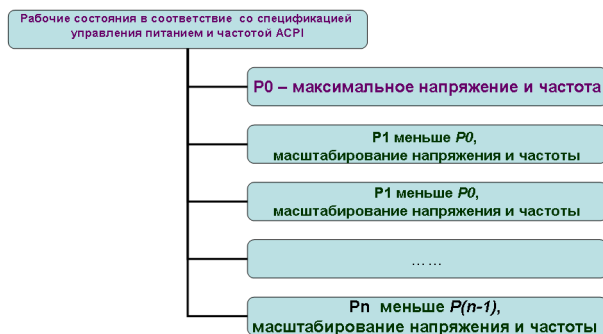 Рабочие состояния в соответствие со спецификацией
управления питанием и частотой ACPI
P0 – максимальное напряжение и частота
P1 меньше P0,
масштабирование напряжения и частоты
P1 меньше P0,
масштабирование напряжения и частоты
……
Pn меньше P(n-1),
масштабирование напряжения и частоты